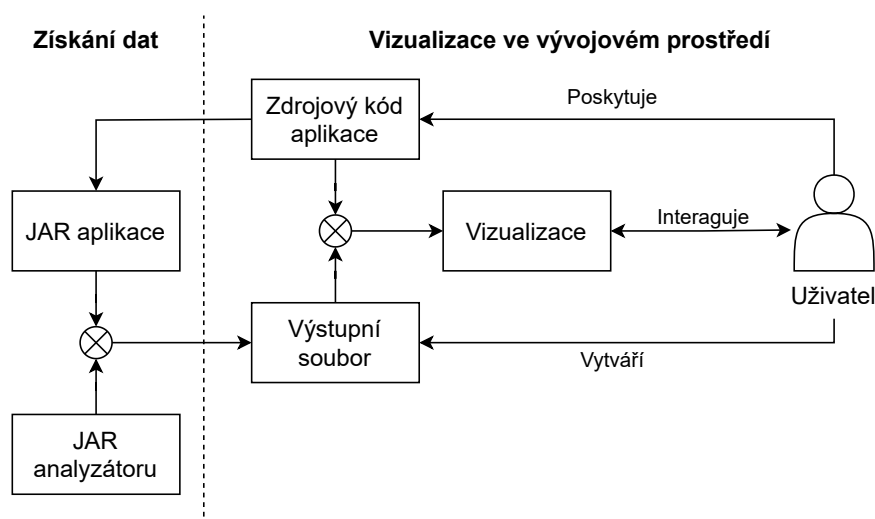 Získání dat
Vizualizace ve vývojovém prostředí
Zdrojový kód
aplikace
Poskytuje
JAR aplikace
Vizualizace
Interaguje
Uživatel
Výstupní
soubor
Vytváří
JAR
analyzátoru